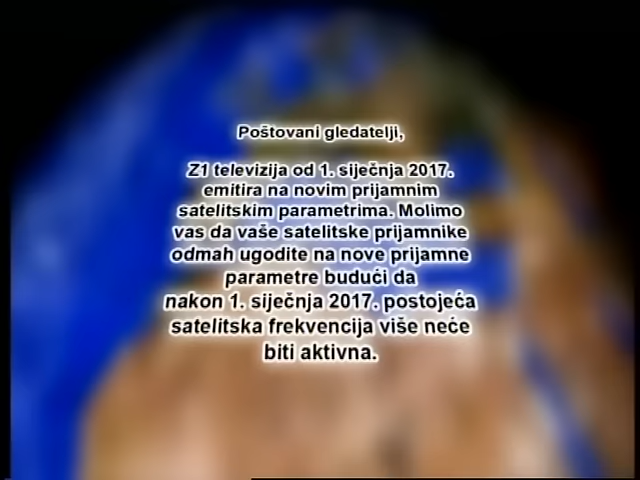 Poštovani gledatelji,
Z1 televizija od 1. siječnja 2017.
emitira na novim prijamnim
satelitskim parametrima. Molimo
vas da vaše satelitske prijamnike
odmah ugodite na nove prijamne
parametre budući da
nakon 1. siječnja 2017. postojeća
satelitska frekvencija više neće
biti aktivna.